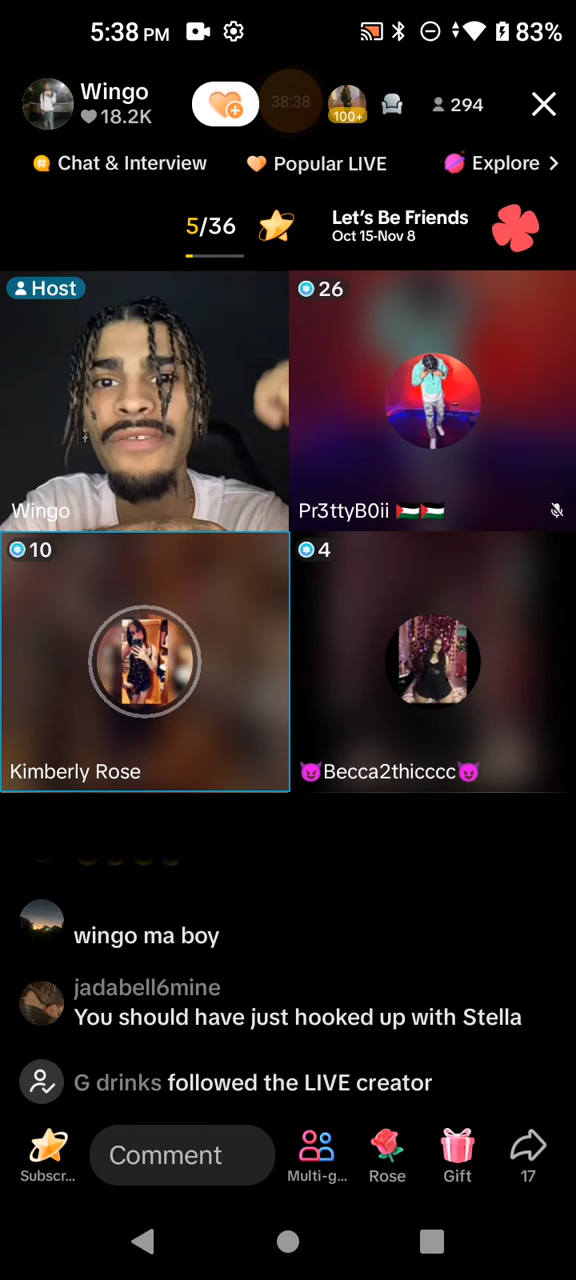 5:38 PM
83%
Wingo
18.2K
38:38
100+
294
Chat & Interview
Popular LIVE
Explore
5/36
Let's Be Friends
Oct 15-Nov 8
Host
26
Wingo
Pr3ttyB0ii 🇵🇸🇵🇸
10
4
Kimberly Rose
😈Becca2thicccc😈
wingo ma boy
jadabell6mine
You should have just hooked up with Stella
G drinks followed the LIVE creator
Comment
Subscr...
Multi-g...
Rose
Gift
17